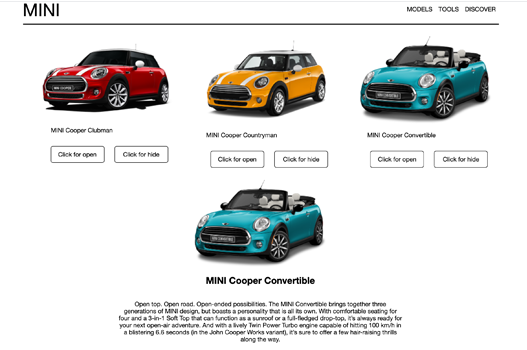 MINI
MODELS TOOLS DISCOVER
MINI Cooper Clubman
MINI Cooper Countryman
MINI Cooper Convertible
Click for open
Click for hide
Click for open
Click for hide
Click for open
Click for hide
MINI Cooper Convertible
Open top. Open road. Open-ended possibilities. The MINI Convertible brings together three
generations of MINI design, but boasts a personality that is all its own. With comfortable seating for
four and a 3-in-1 Soft Top that can function as a sunroof or a full-fledged drop-top, it's always ready for
your next open-air adventure. And with a lively Twin Power Turbo engine capable of hitting 100 km/h in
a blistering 6.6 seconds (in the John Cooper Works variant), it's sure to offer a few hair-raising thrills
along the way.